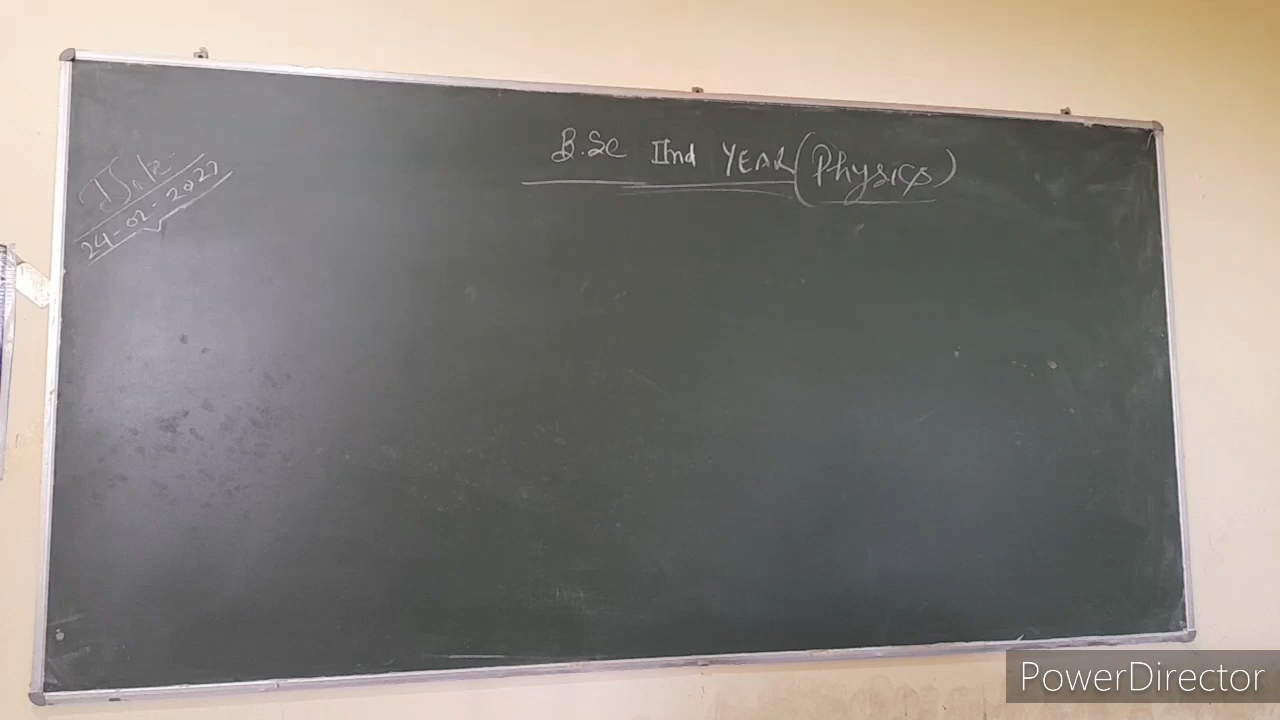 B.Sc IInd YEAR (Physics)
Date-
24-02-2021
PowerDirector